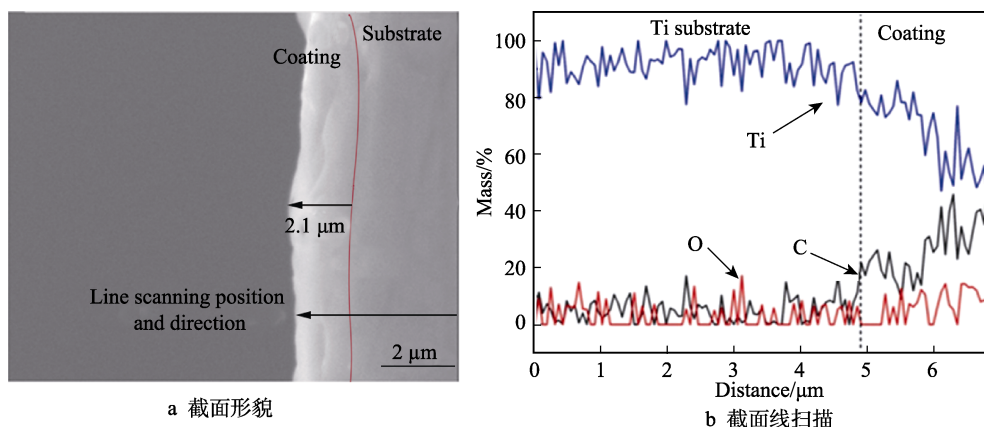 Substrate
Coating
2.1 μm
Line scanning position
and direction
2 μm
a 截面形貌
Ti substrate
Coating
100
80
60
40
20
0
Mass/%
Ti
O
C
0 1 2 3 4 5 6
Distance/μm
b 截面线扫描